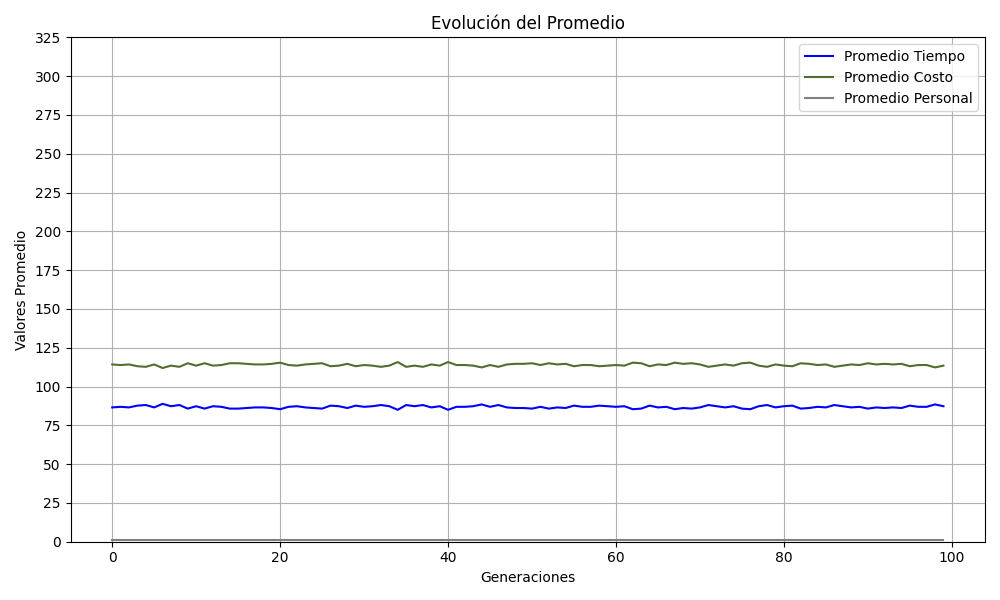 Evolución del Promedio
Promedio Tiempo
Promedio Costo
Promedio Personal
Valores Promedio
325
300
275
250
225
200
175
150
125
100
75
50
25
0
0 20 40 60 80 100
Generaciones